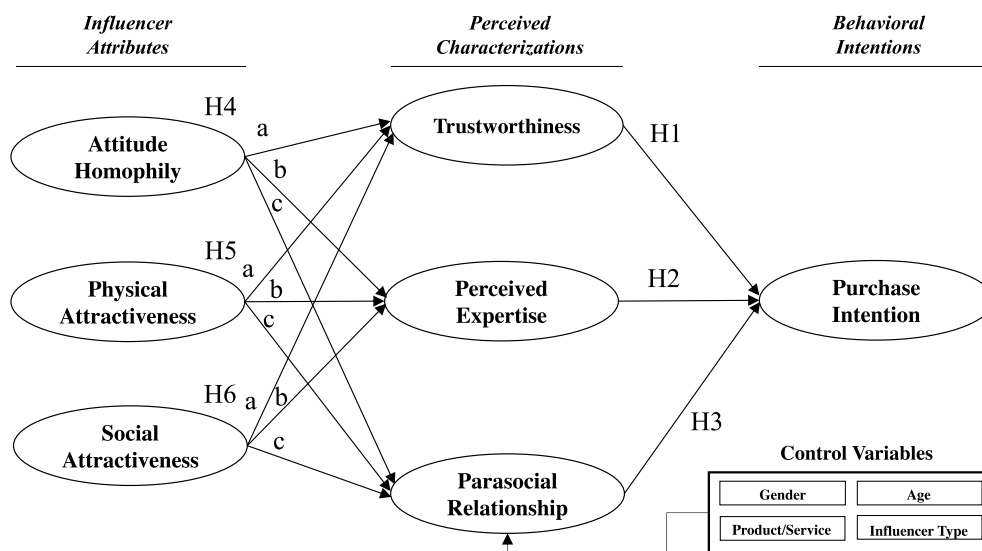 Influencer
Attributes
Perceived
Characterizations
Behavioral
Intentions
H4
a
b
c
Attitude
Homophily
Trustworthiness
H1
H5
a
b
c
Physical
Attractiveness
Perceived
Expertise
H2
Purchase
Intention
H6
a
b
c
Social
Attractiveness
Parasocial
Relationship
H3
Control Variables
Gender
Age
Product/Service
Influencer Type